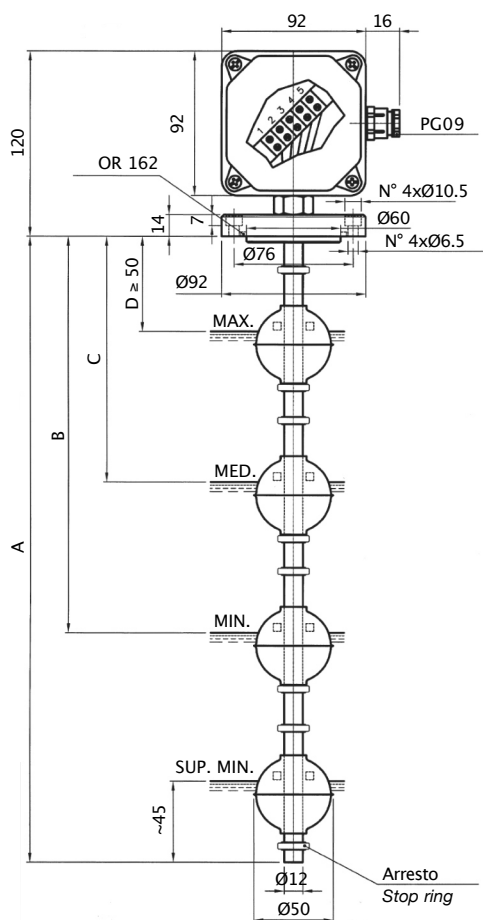 92
16
92
120
1 2 3 4 5
PG09
OR 162
N° 4xØ10.5
14
7
Ø60
N° 4xØ6.5
Ø76
Ø92
D ≥ 50
MAX.
C
B
MED.
A
MIN.
SUP. MIN.
~45
Ø12
Arresto
Stop ring
Ø50